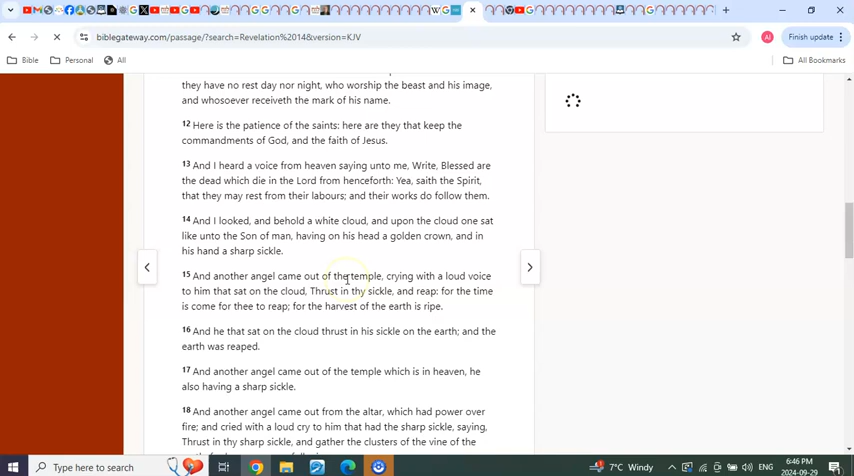 biblegateway.com/passage/?search=Revelation%2014&version=KJV
AI
Finish update
Bible
Personal
All
All Bookmarks
they have no rest day nor night, who worship the beast and his image,
and whosoever receiveth the mark of his name.
12 Here is the patience of the saints: here are they that keep the
commandments of God, and the faith of Jesus.
13 And I heard a voice from heaven saying unto me, Write, Blessed are
the dead which die in the Lord from henceforth: Yea, saith the Spirit,
that they may rest from their labours; and their works do follow them.
14 And I looked, and behold a white cloud, and upon the cloud one sat
like unto the Son of man, having on his head a golden crown, and in
his hand a sharp sickle.
15 And another angel came out of the temple, crying with a loud voice
to him that sat on the cloud, Thrust in thy sickle, and reap: for the time
is come for thee to reap; for the harvest of the earth is ripe.
16 And he that sat on the cloud thrust in his sickle on the earth; and the
earth was reaped.
17 And another angel came out of the temple which is in heaven, he
also having a sharp sickle.
18 And another angel came out from the altar, which had power over
fire; and cried with a loud cry to him that had the sharp sickle, saying,
Thrust in thy sharp sickle, and gather the clusters of the vine of the
Type here to search
7°C Windy
6:46 PM
2024-09-29